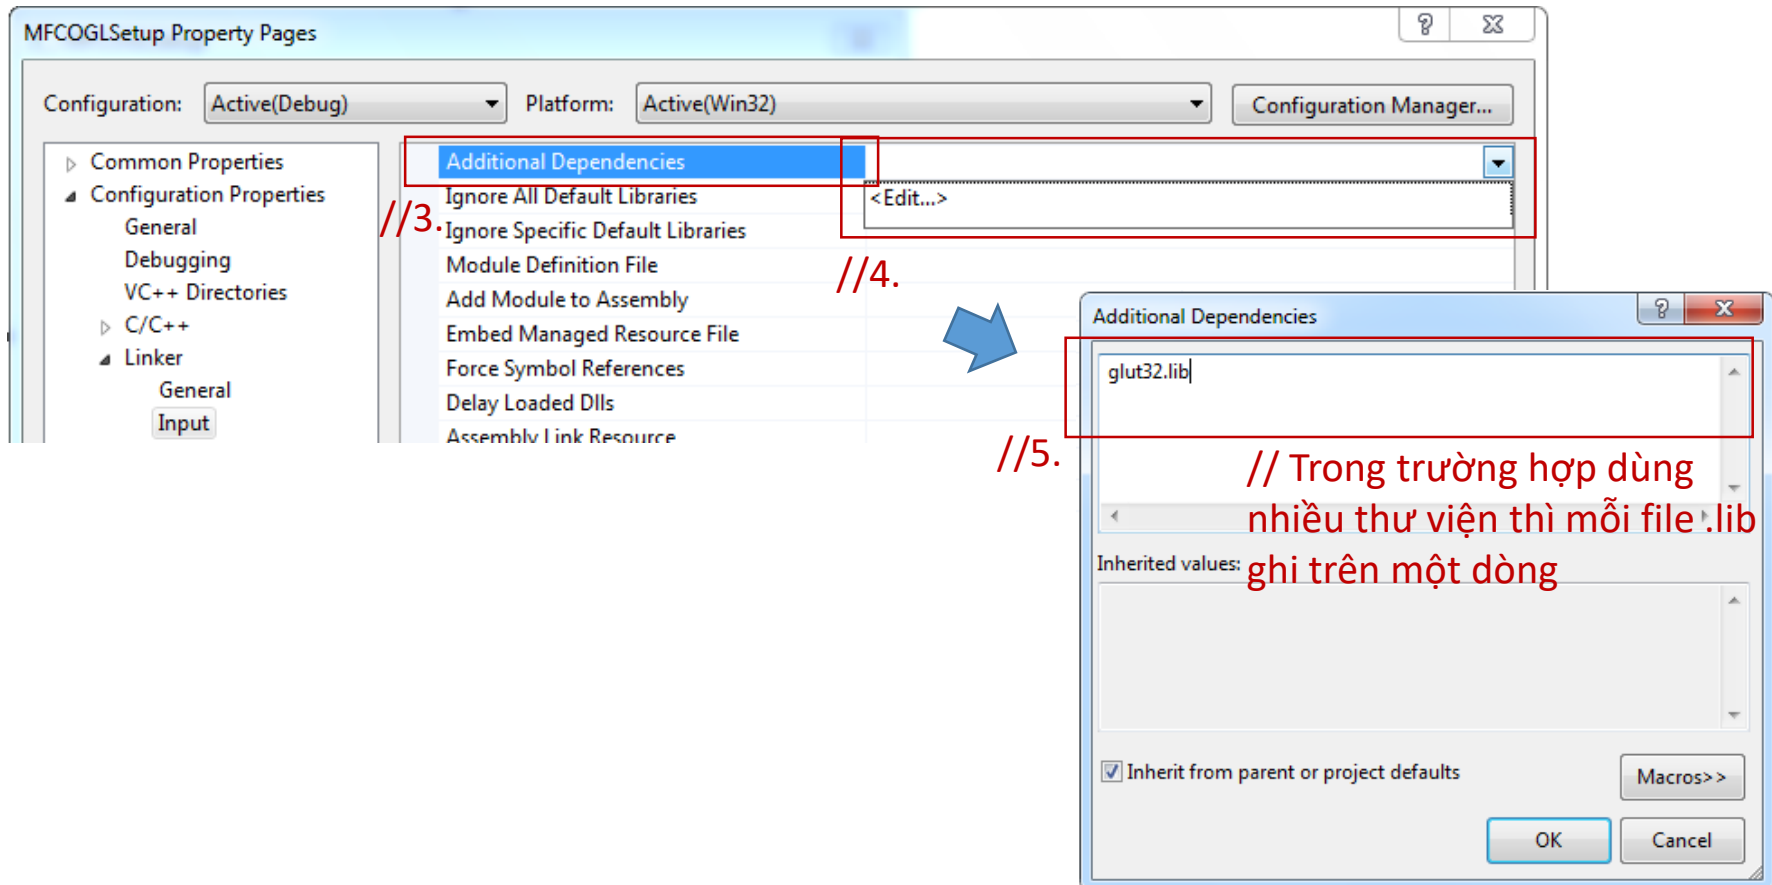 MFCOGLSetup Property Pages
Configuration: Active(Debug) Platform: Active(Win32) Configuration Manager...
Common Properties
Configuration Properties
General
Debugging
VC++ Directories
C/C++
Linker
General
Input
Additional Dependencies
<Edit...>
Ignore All Default Libraries
//3.
Ignore Specific Default Libraries
Module Definition File
//4.
Add Module to Assembly
Embed Managed Resource File
Force Symbol References
Delay Loaded Dlls
Assembly Link Resource
Additional Dependencies
glut32.lib
//5.
// Trong trường hợp dùng
nhiều thư viện thì mỗi file .lib
ghi trên một dòng
Inherited values:
Inherit from parent or project defaults
Macros>>
OK Cancel